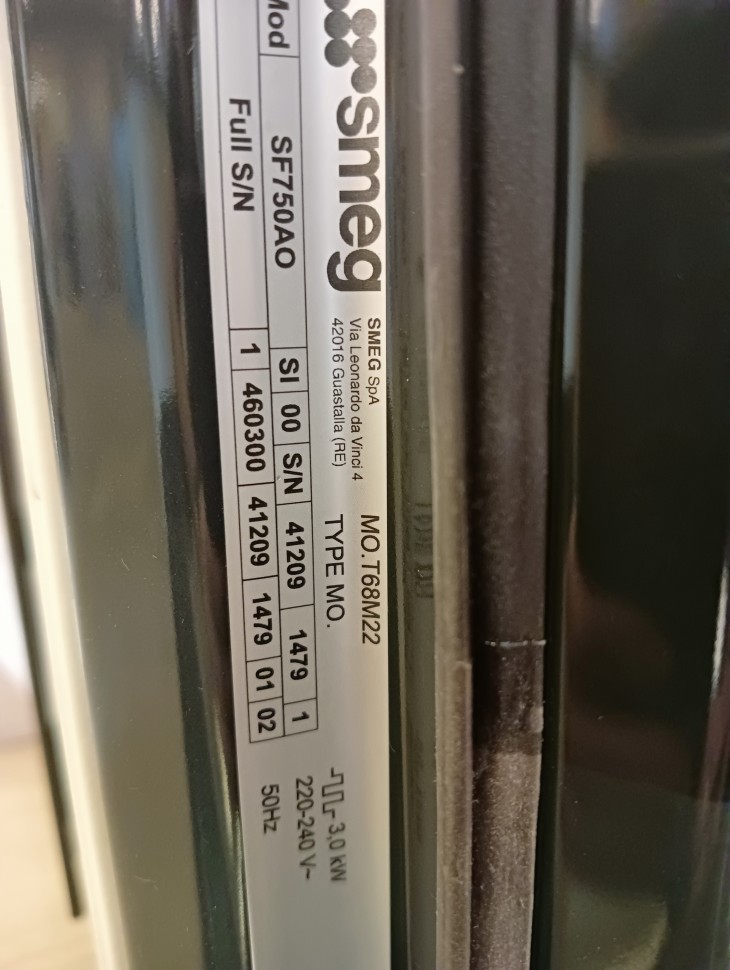 smeg
SMEG SpA
Via Leonardo da Vinci 4
42016 Guastalla (RE)
MO.T68M22
TYPE MO.
Mod SF750AO SI 00 S/N 41209 1479 1
Full S/N 1 460300 41209 1479 01 02
3,0 kW
220-240 V~
50Hz